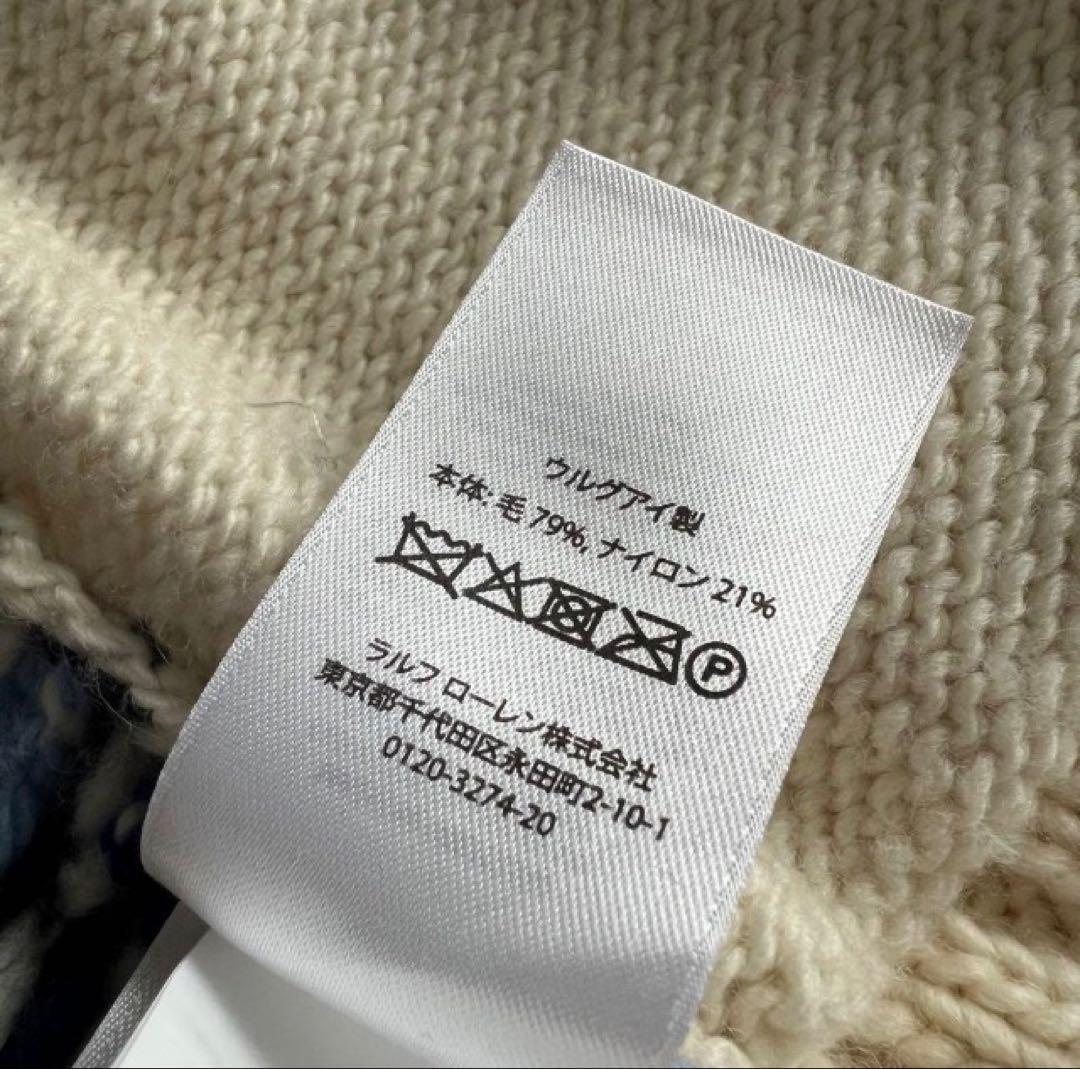 ウルグアイ製
本体: 毛 79%, ナイロン 21%
P
ラルフ ローレン株式会社
東京都千代田区永田町2-10-1
0120-3274-20